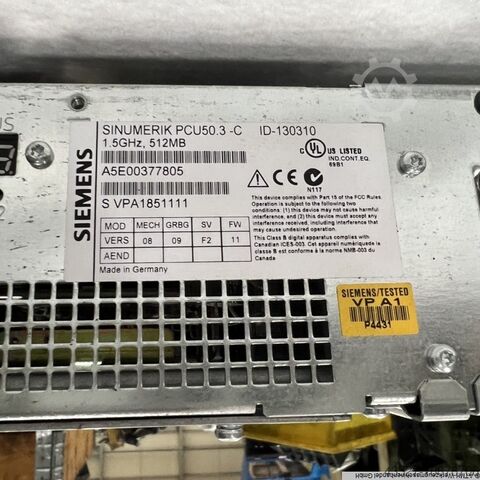 US
SIEMENS
SINUMERIK PCU50.3 -C ID-130310
1.5GHz, 512MB
A5E00377805
S VPA1851111
MOD MECH GRBG SV FW
VERS 08 09 F2 11
AEND
Made in Germany
C UL US LISTED
IND.CONT.EQ.
69B1
N117
This device complies with Part 15 of the FCC Rules.
Operation is subject to the following two
conditions: (1) this device may not cause harmful
interference, and (2) this device must accept any
interference received, including interference that
may cause undesired operation.
This Class B digital apparatus complies with
Canadian ICES-003. Cet appareil numérique de la
classe B est conforme à la norme NMB-003 du
Canada
SIEMENS/TESTED
VP A1
P4431